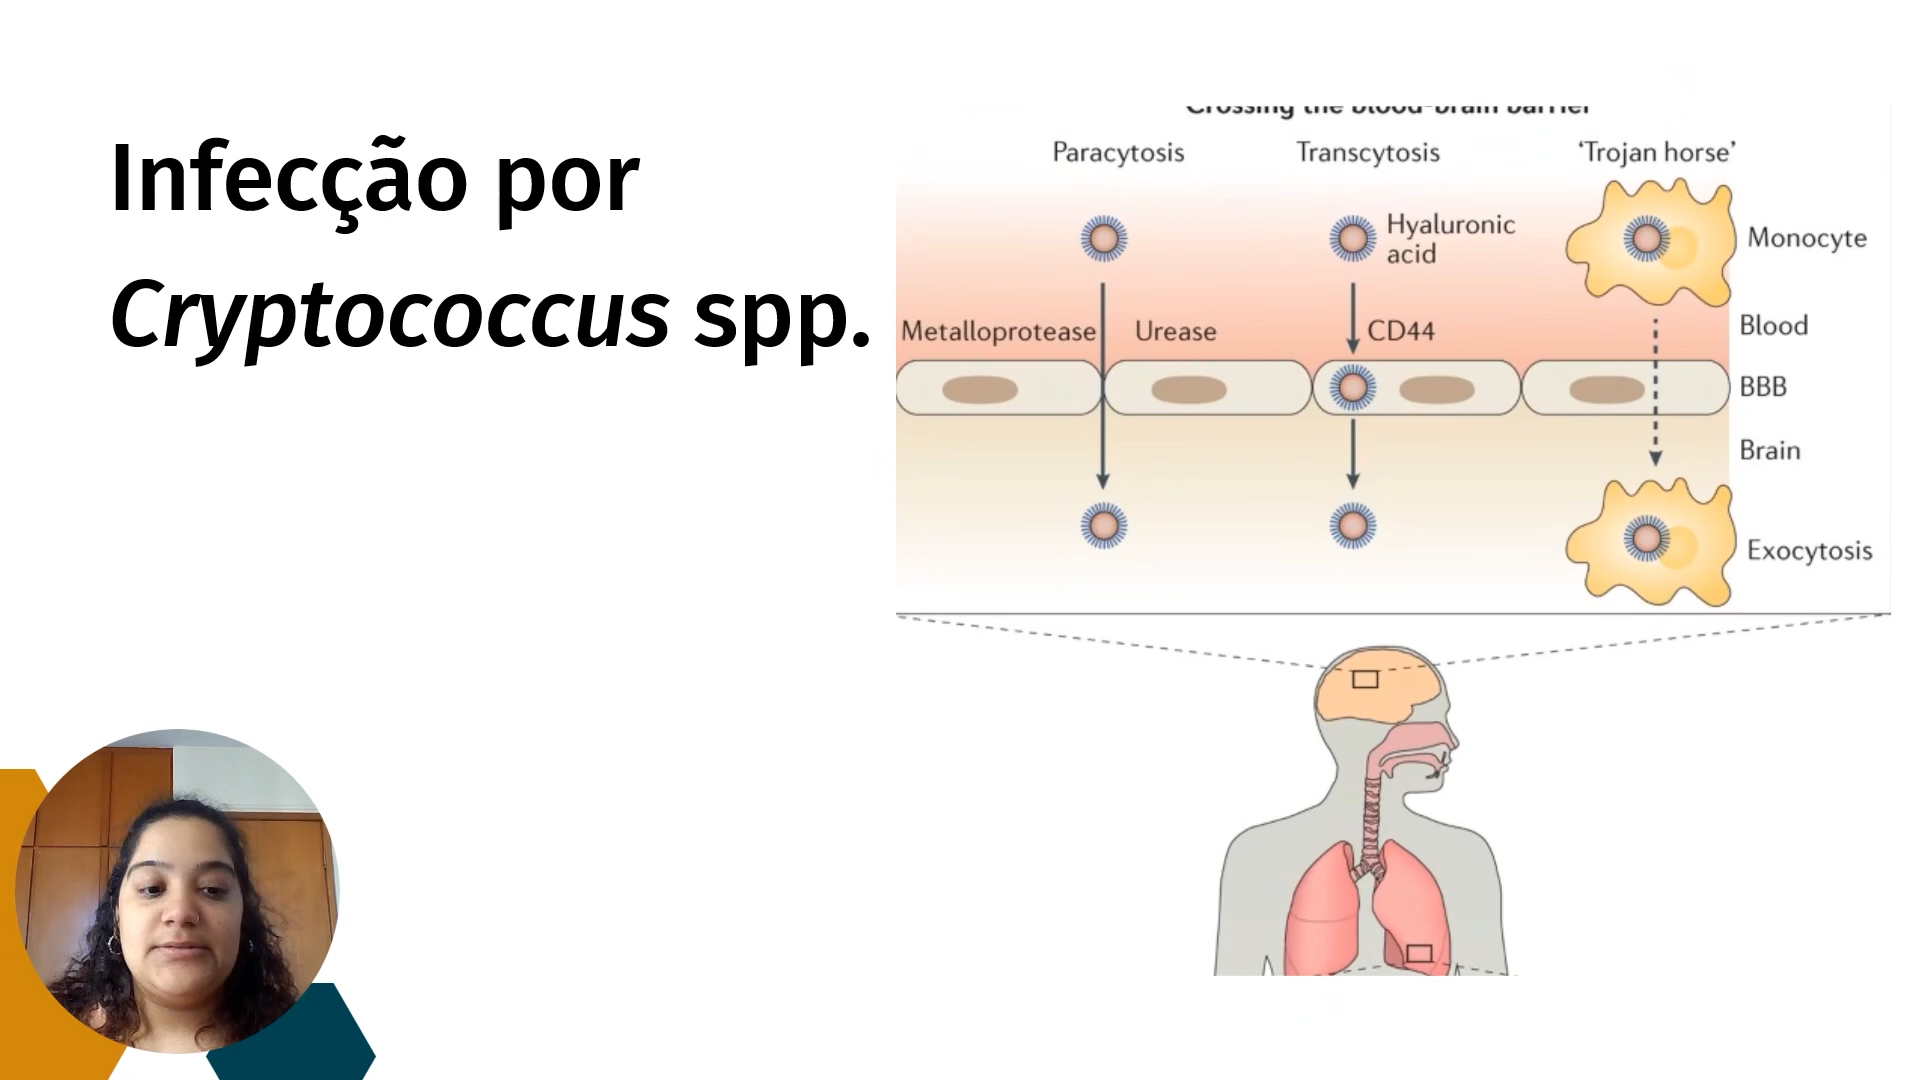 Infecção por
Cryptococcus spp.
Crossing the blood-brain barrier
Paracytosis Transcytosis ‘Trojan horse’
Hyaluronic
acid
Monocyte
Metalloprotease Urease CD44 Blood
BBB
Brain
Exocytosis